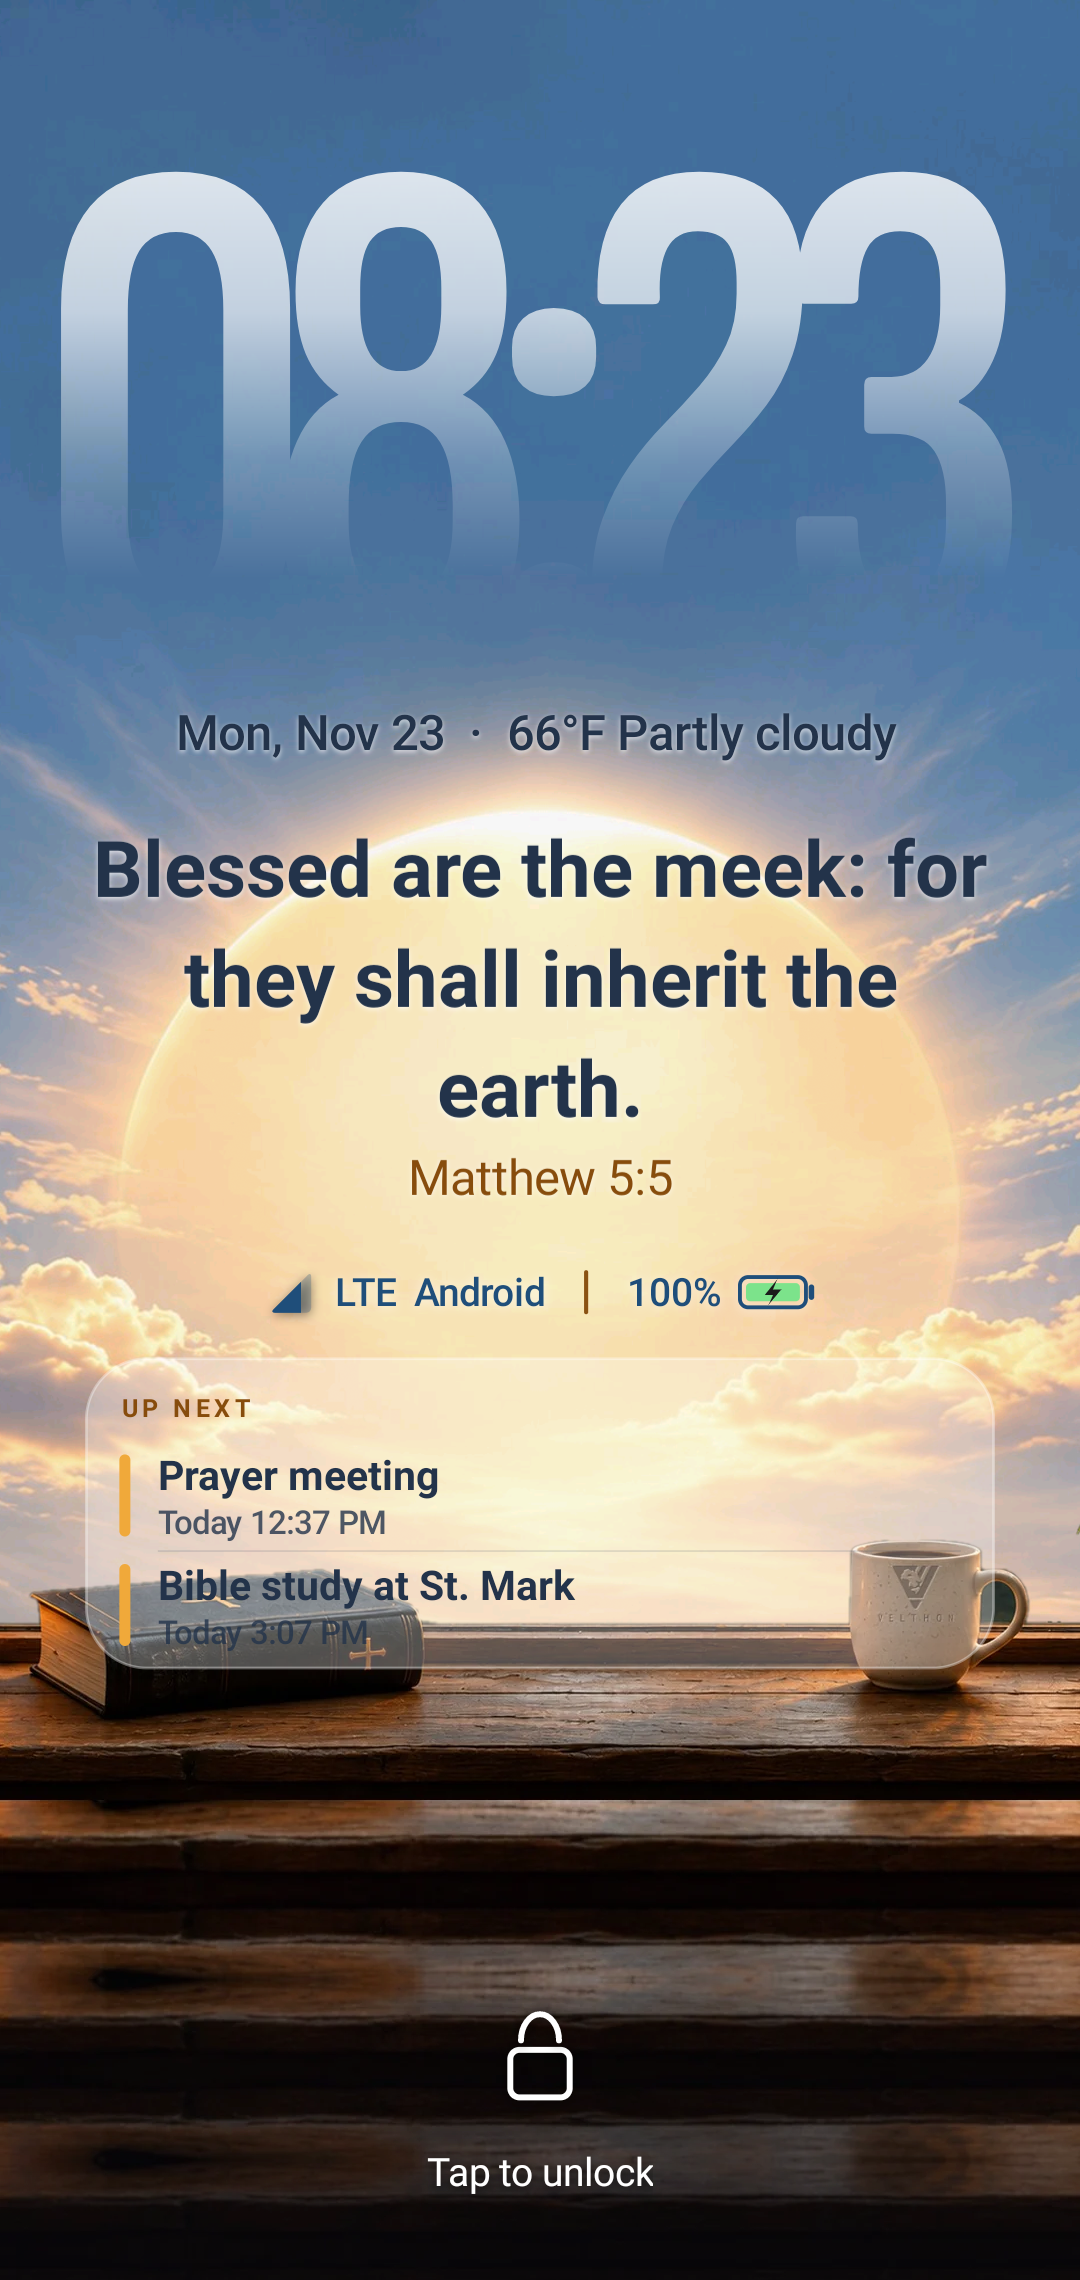 08:23
Mon, Nov 23 · 66°F Partly cloudy
Blessed are the meek: for
they shall inherit the
earth.
Matthew 5:5
LTE Android | 100%
UP NEXT
Prayer meeting
Today 12:37 PM
Bible study at St. Mark
Today 3:07 PM
VELTHON
Tap to unlock